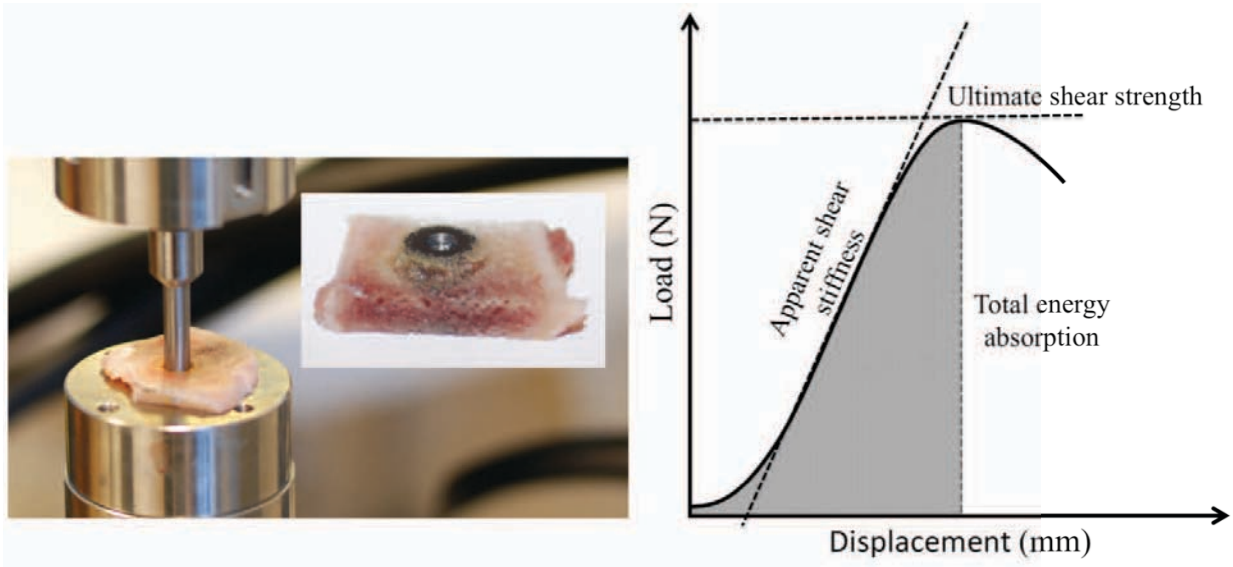 Ultimate shear strength
Apparent shear
stiffness
Load (N)
Total energy
absorption
Displacement (mm)